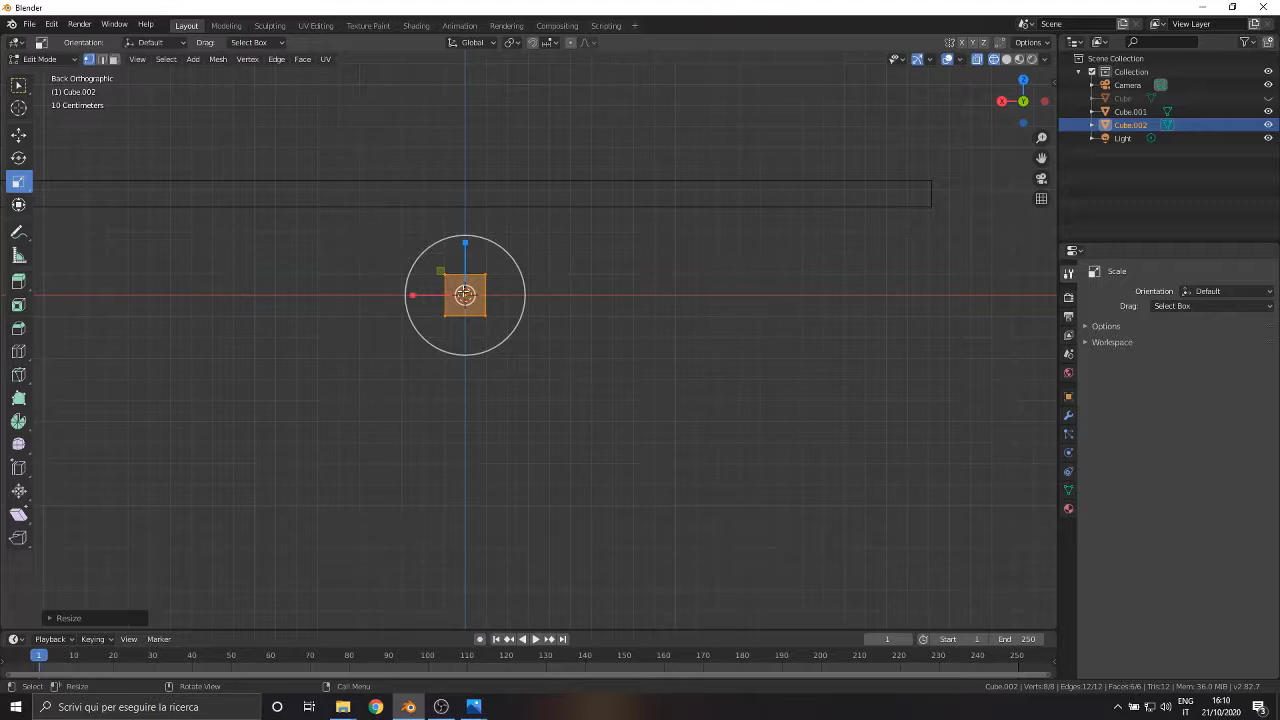 Blender
File Edit Render Window Help Layout Modeling Sculpting UV Editing Texture Paint Shading Animation Rendering Compositing Scripting + Scene View Layer
Orientation: Default Drag: Select Box Global X Y Z Options
Edit Mode View Select Add Mesh Vertex Edge Face UV
Back Orthographic
(1) Cube.002
10 Centimeters
Z
X Y
Scene Collection
Collection
Camera
Cube
Cube.001
Cube.002
Light
Scale
Orientation Default
Drag: Select Box
Options
Workspace
Resize
Playback Keying View Marker 1 Start 1 End 250
1 10 20 30 40 50 60 70 80 90 100 110 120 130 140 150 160 170 180 190 200 210 220 230 240 250
Select Resize Rotate View Call Menu Cube.002 | Verts:8/8 | Edges:12/12 | Faces:6/6 | Tris:12 | Mem: 36.0 MiB | v2.82.7
Scrivi qui per eseguire la ricerca ENG IT 16:10 21/10/2020